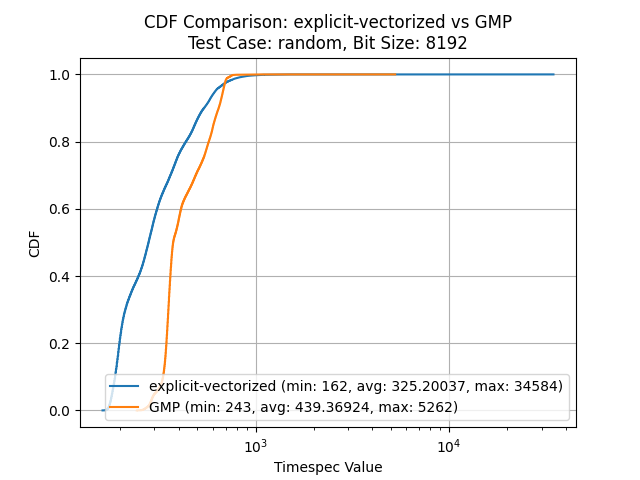 CDF Comparison: explicit-vectorized vs GMP
Test Case: random, Bit Size: 8192
1.0
0.8
0.6
0.4
0.2
0.0
CDF
explicit-vectorized (min: 162, avg: 325.20037, max: 34584)
GMP (min: 243, avg: 439.36924, max: 5262)
10³ 10⁴
Timespec Value